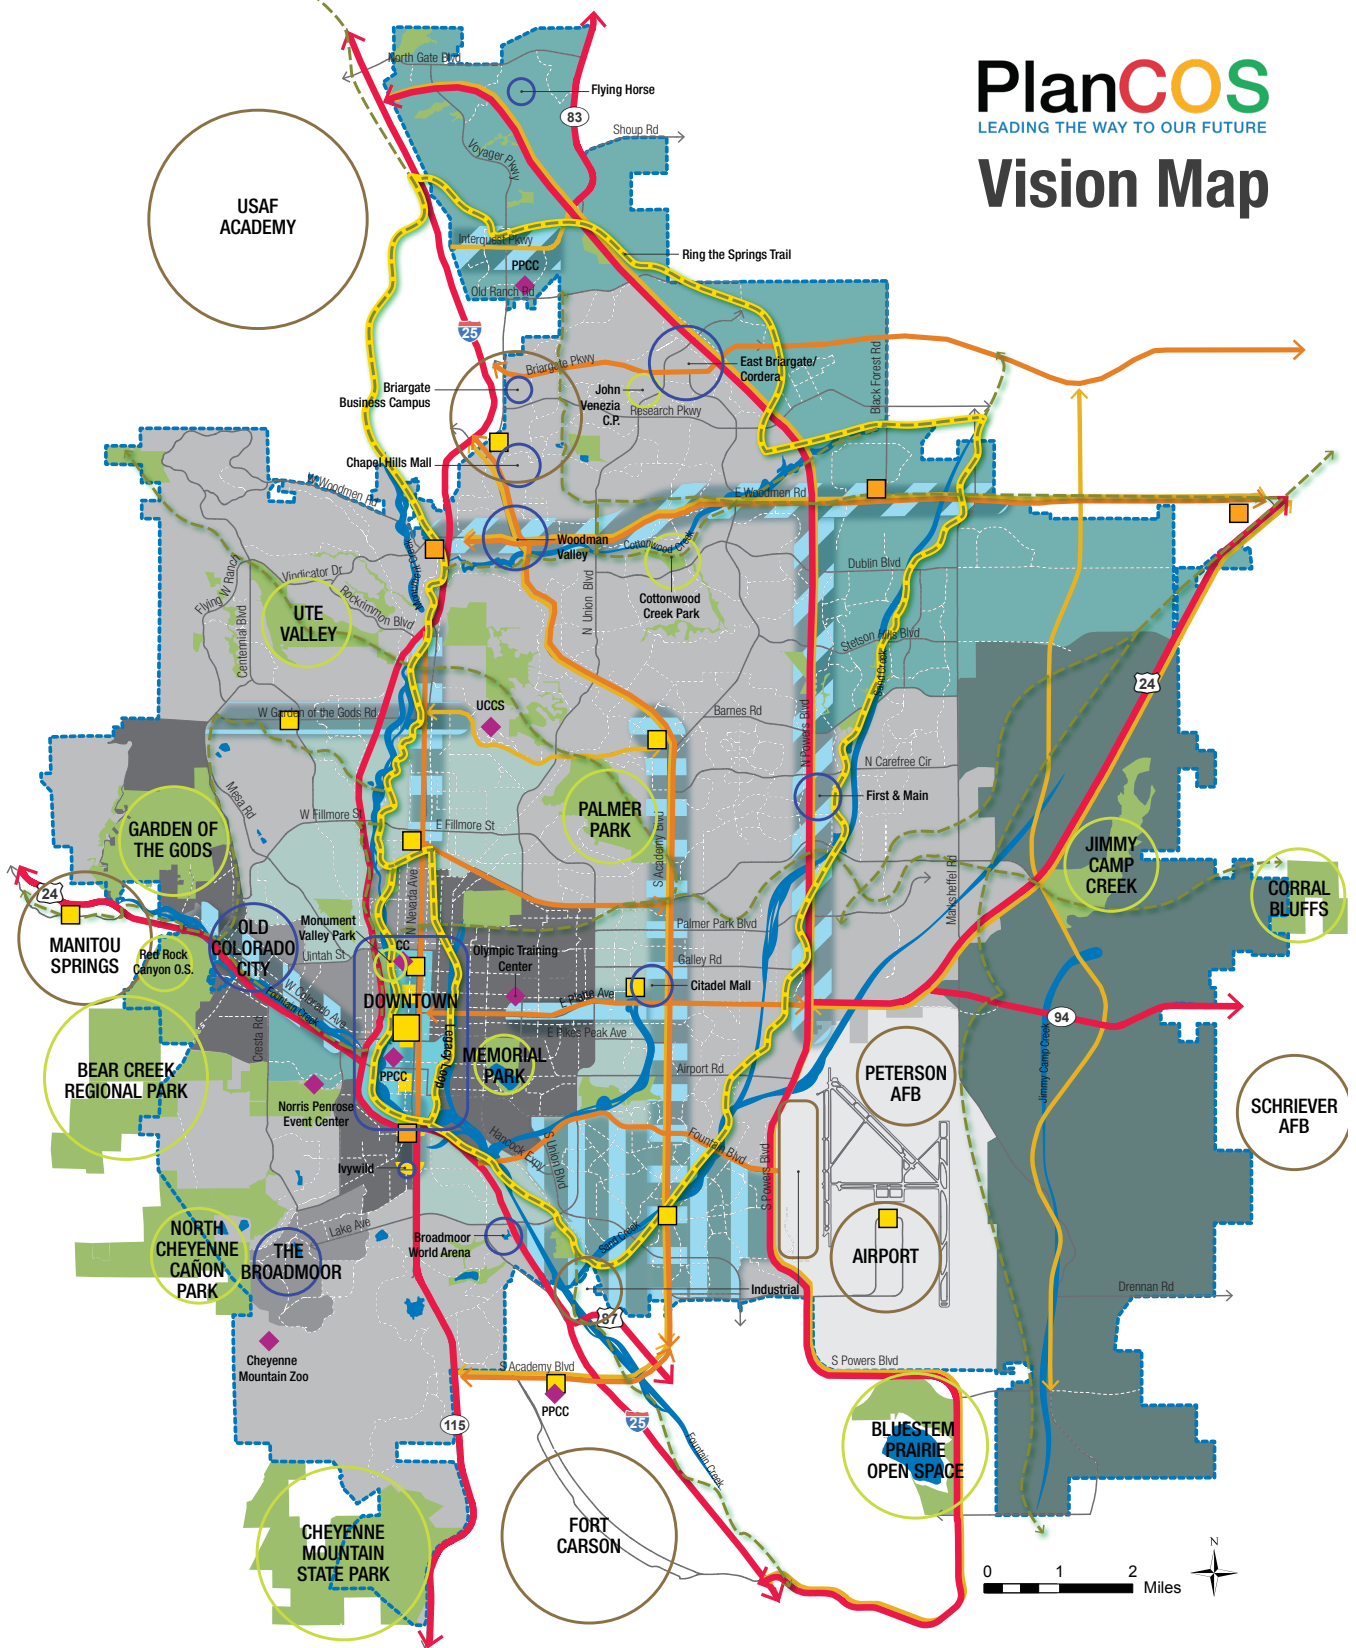 PlanCOS
LEADING THE WAY TO OUR FUTURE
Vision Map
North Gate Blvd
Flying Horse
83
Shoup Rd
Voyager Pkwy
USAF
ACADEMY
Interquest Pkwy
PPCC
Old Ranch Rd
Ring the Springs Trail
25
Briargate Pkwy
East Briargate/
Cordera
Black Forest Rd
Briargate
Business Campus
John
Venezia
C.P.
Research Pkwy
Chapel Hills Mall
W Woodmen Rd
E Woodmen Rd
Woodman
Valley
Cottonwood Creek
Monument Creek
Dublin Blvd
Flying W Ranch
Vindicator Dr
Rockrimmon Blvd
Centennial Blvd
UTE
VALLEY
N Union Blvd
Cottonwood
Creek Park
Stetson Hills Blvd
Sand Creek
24
W Garden of the Gods Rd
UCCS
Barnes Rd
N Powers Blvd
N Carefree Cir
First & Main
Mesa Rd
W Fillmore St
E Fillmore St
PALMER
PARK
S Academy Blvd
GARDEN OF
THE GODS
JIMMY
CAMP
CREEK
Marksheffel Rd
CORRAL
BLUFFS
24
MANITOU
SPRINGS
OLD
COLORADO
CITY
Red Rock
Canyon O.S.
Monument
Valley Park
Uintah St
CC
N Nevada Ave
Olympic Training
Center
Palmer Park Blvd
Galley Rd
Citadel Mall
W Colorado Ave
Fountain Creek
DOWNTOWN
E Platte Ave
E Pikes Peak Ave
Legacy Loop
94
Jimmy Camp Creek
Cresta Rd
BEAR CREEK
REGIONAL PARK
PPCC
MEMORIAL
PARK
Airport Rd
PETERSON
AFB
SCHRIEVER
AFB
Norris Penrose
Event Center
Hancock Expy
S Union Blvd
Fountain Blvd
S Powers Blvd
Ivywild
Lake Ave
NORTH
CHEYENNE
CAÑON
PARK
THE
BROADMOOR
Broadmoor
World Arena
Sand Creek
AIRPORT
Industrial
Drennan Rd
87
Cheyenne
Mountain Zoo
S Academy Blvd
PPCC
S Powers Blvd
115
25
Fountain Creek
BLUESTEM
PRAIRIE
OPEN SPACE
FORT
CARSON
CHEYENNE
MOUNTAIN
STATE PARK
N
0 1 2
Miles